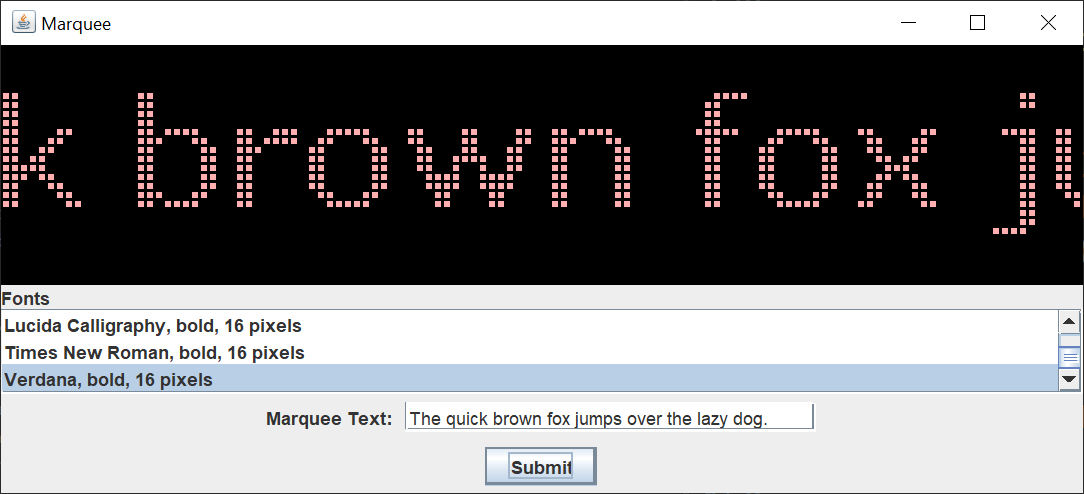 Marquee
k brown fox ju
Fonts
Lucida Calligraphy, bold, 16 pixels
Times New Roman, bold, 16 pixels
Verdana, bold, 16 pixels
Marquee Text: The quick brown fox jumps over the lazy dog.
Submit